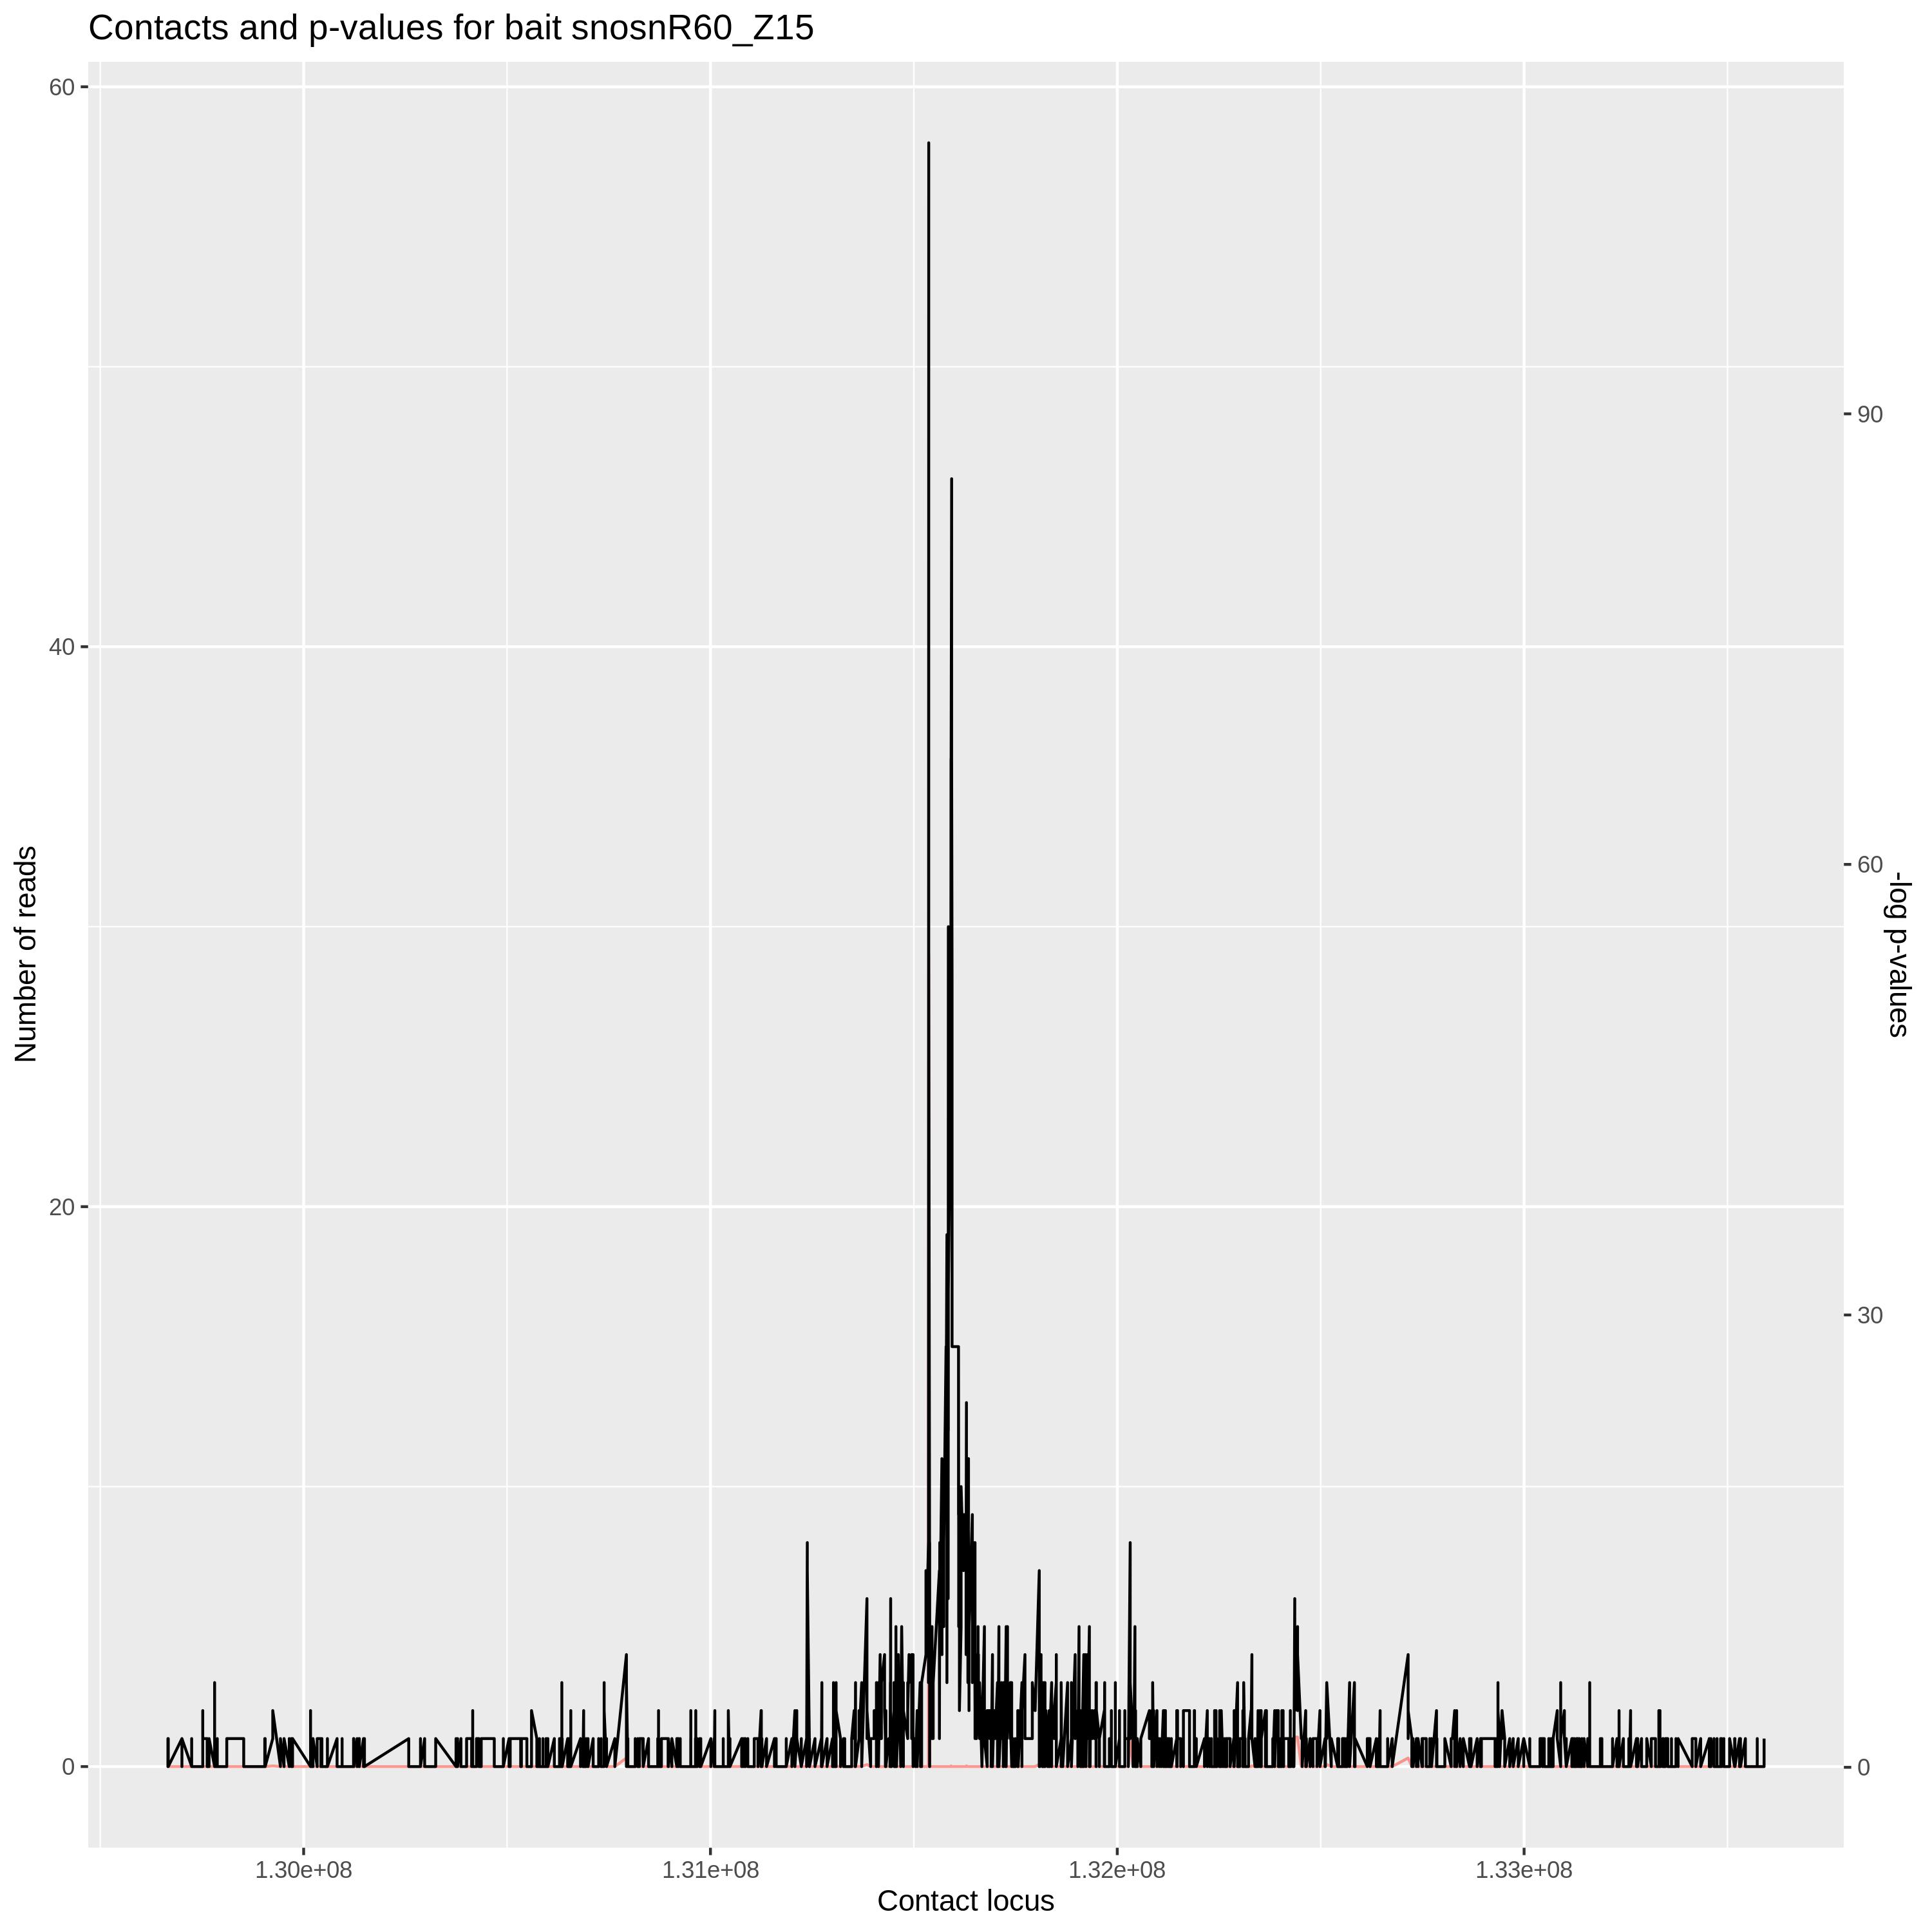 Contacts and p-values for bait snosnR60_Z15
60
40
20
0
Number of reads
90
60
30
0
-log p-values
1.30e+08
1.31e+08
1.32e+08
1.33e+08
Contact locus